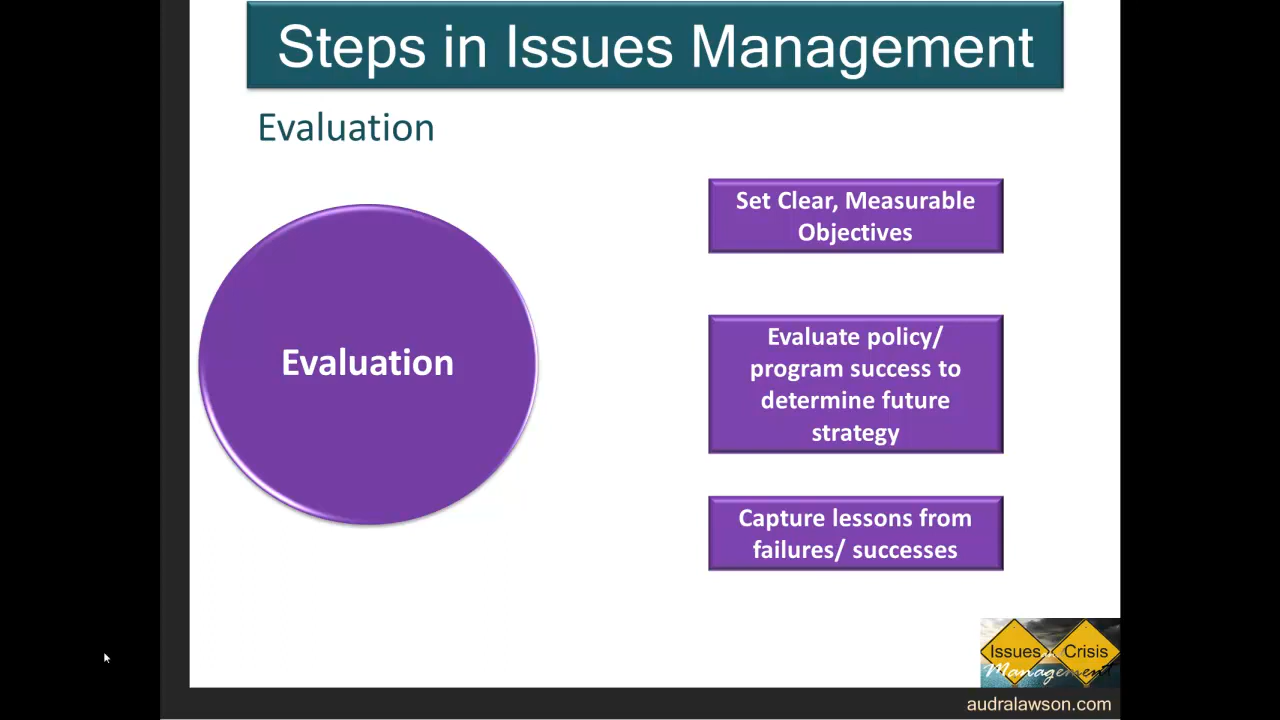 Steps in Issues Management
Evaluation
Evaluation
Set Clear, Measurable
Objectives
Evaluate policy/
program success to
determine future
strategy
Capture lessons from
failures/ successes
Issues Crisis
Management
audralawson.com